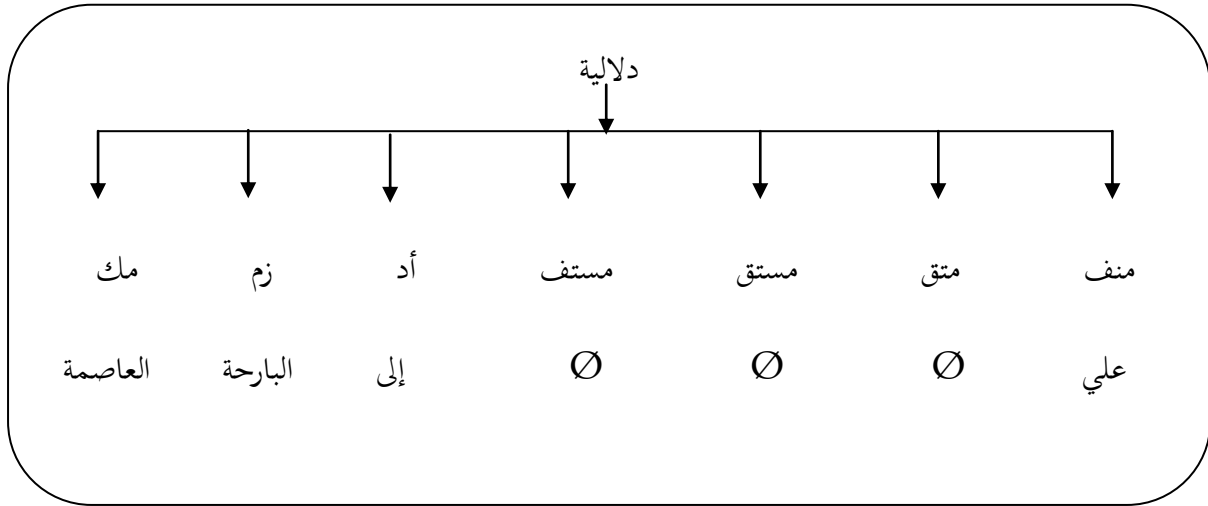 دلالية
منف متق مستق مستف أد زم مك
علي Ø Ø Ø إلى البارحة العاصمة